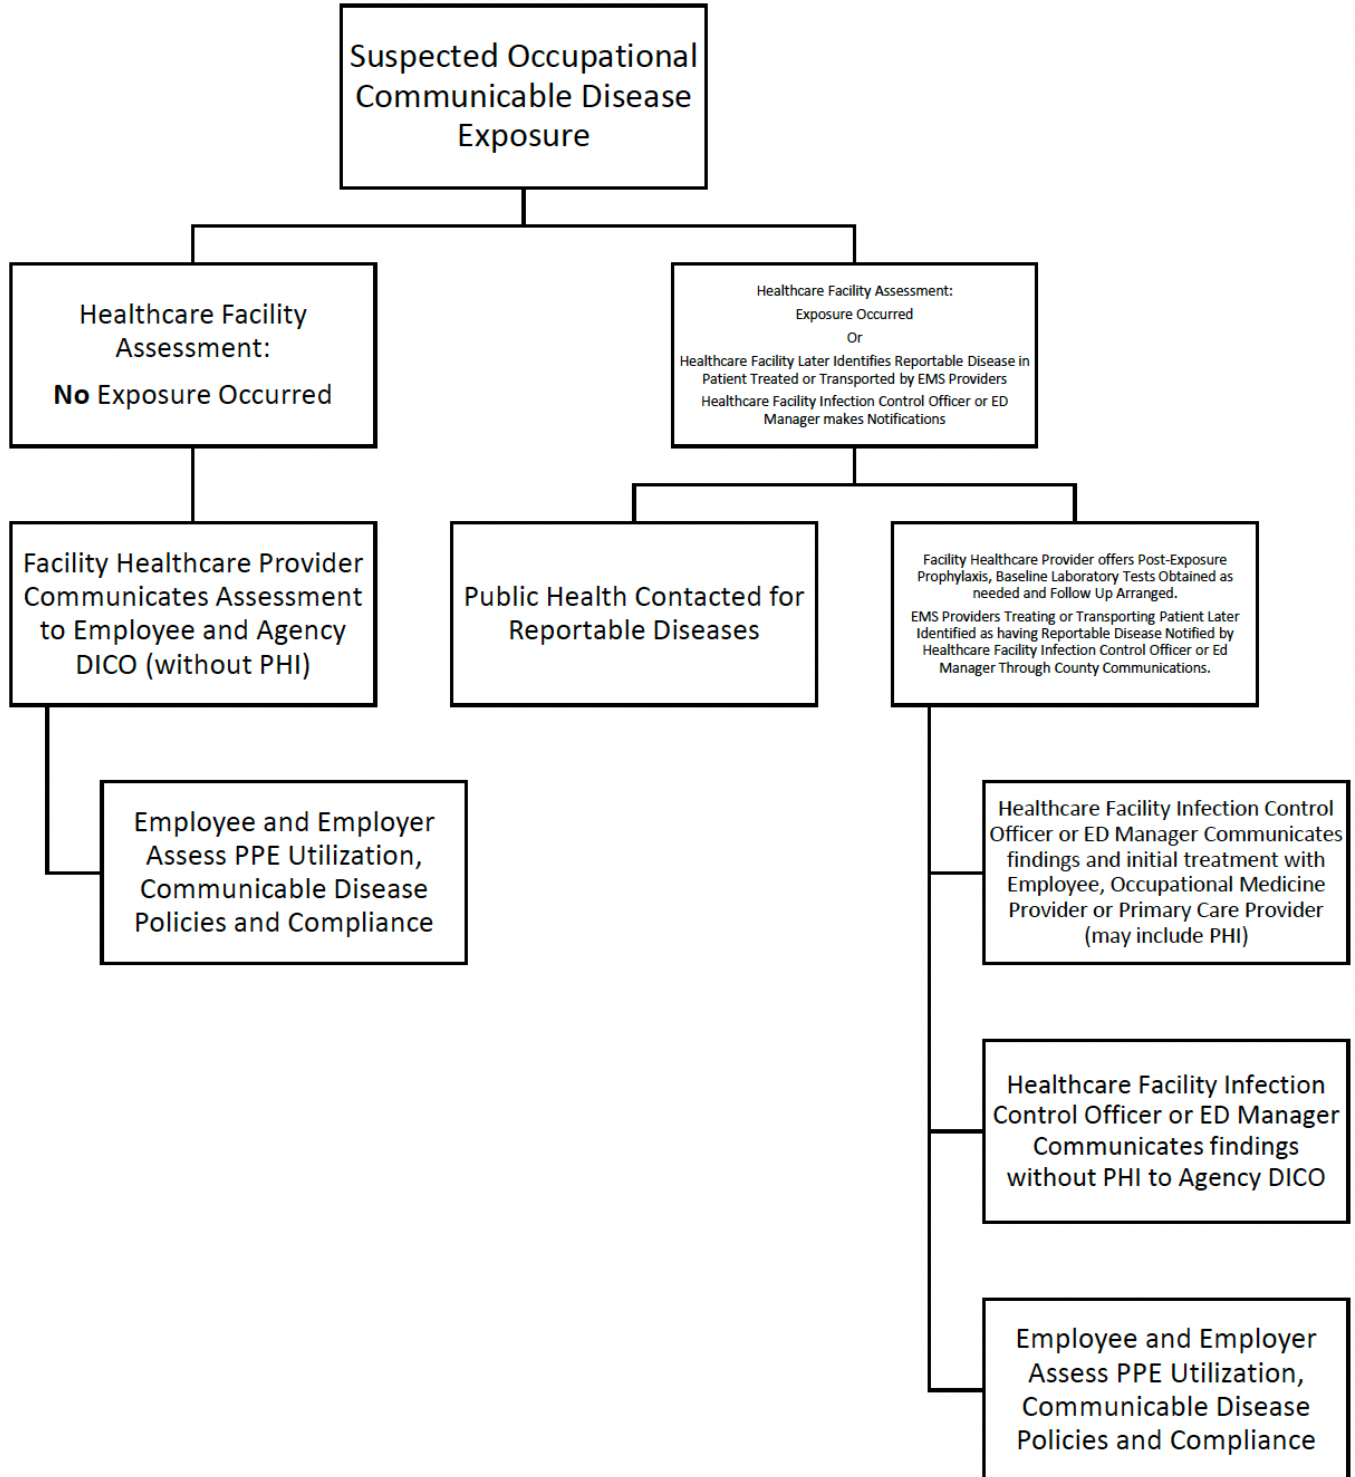 Suspected Occupational
Communicable Disease
Exposure
Healthcare Facility
Assessment:
No Exposure Occurred
Healthcare Facility Assessment:
Exposure Occurred
Or
Healthcare Facility Later Identifies Reportable Disease in
Patient Treated or Transported by EMS Providers
Healthcare Facility Infection Control Officer or ED
Manager makes Notifications
Facility Healthcare Provider
Communicates Assessment
to Employee and Agency
DICO (without PHI)
Public Health Contacted for
Reportable Diseases
Facility Healthcare Provider offers Post-Exposure
Prophylaxis, Baseline Laboratory Tests Obtained as
needed and Follow Up Arranged.
EMS Providers Treating or Transporting Patient Later
Identified as having Reportable Disease Notified by
Healthcare Facility Infection Control Officer or Ed
Manager Through County Communications.
Employee and Employer
Assess PPE Utilization,
Communicable Disease
Policies and Compliance
Healthcare Facility Infection Control
Officer or ED Manager Communicates
findings and initial treatment with
Employee, Occupational Medicine
Provider or Primary Care Provider
(may include PHI)
Healthcare Facility Infection
Control Officer or ED Manager
Communicates findings
without PHI to Agency DICO
Employee and Employer
Assess PPE Utilization,
Communicable Disease
Policies and Compliance